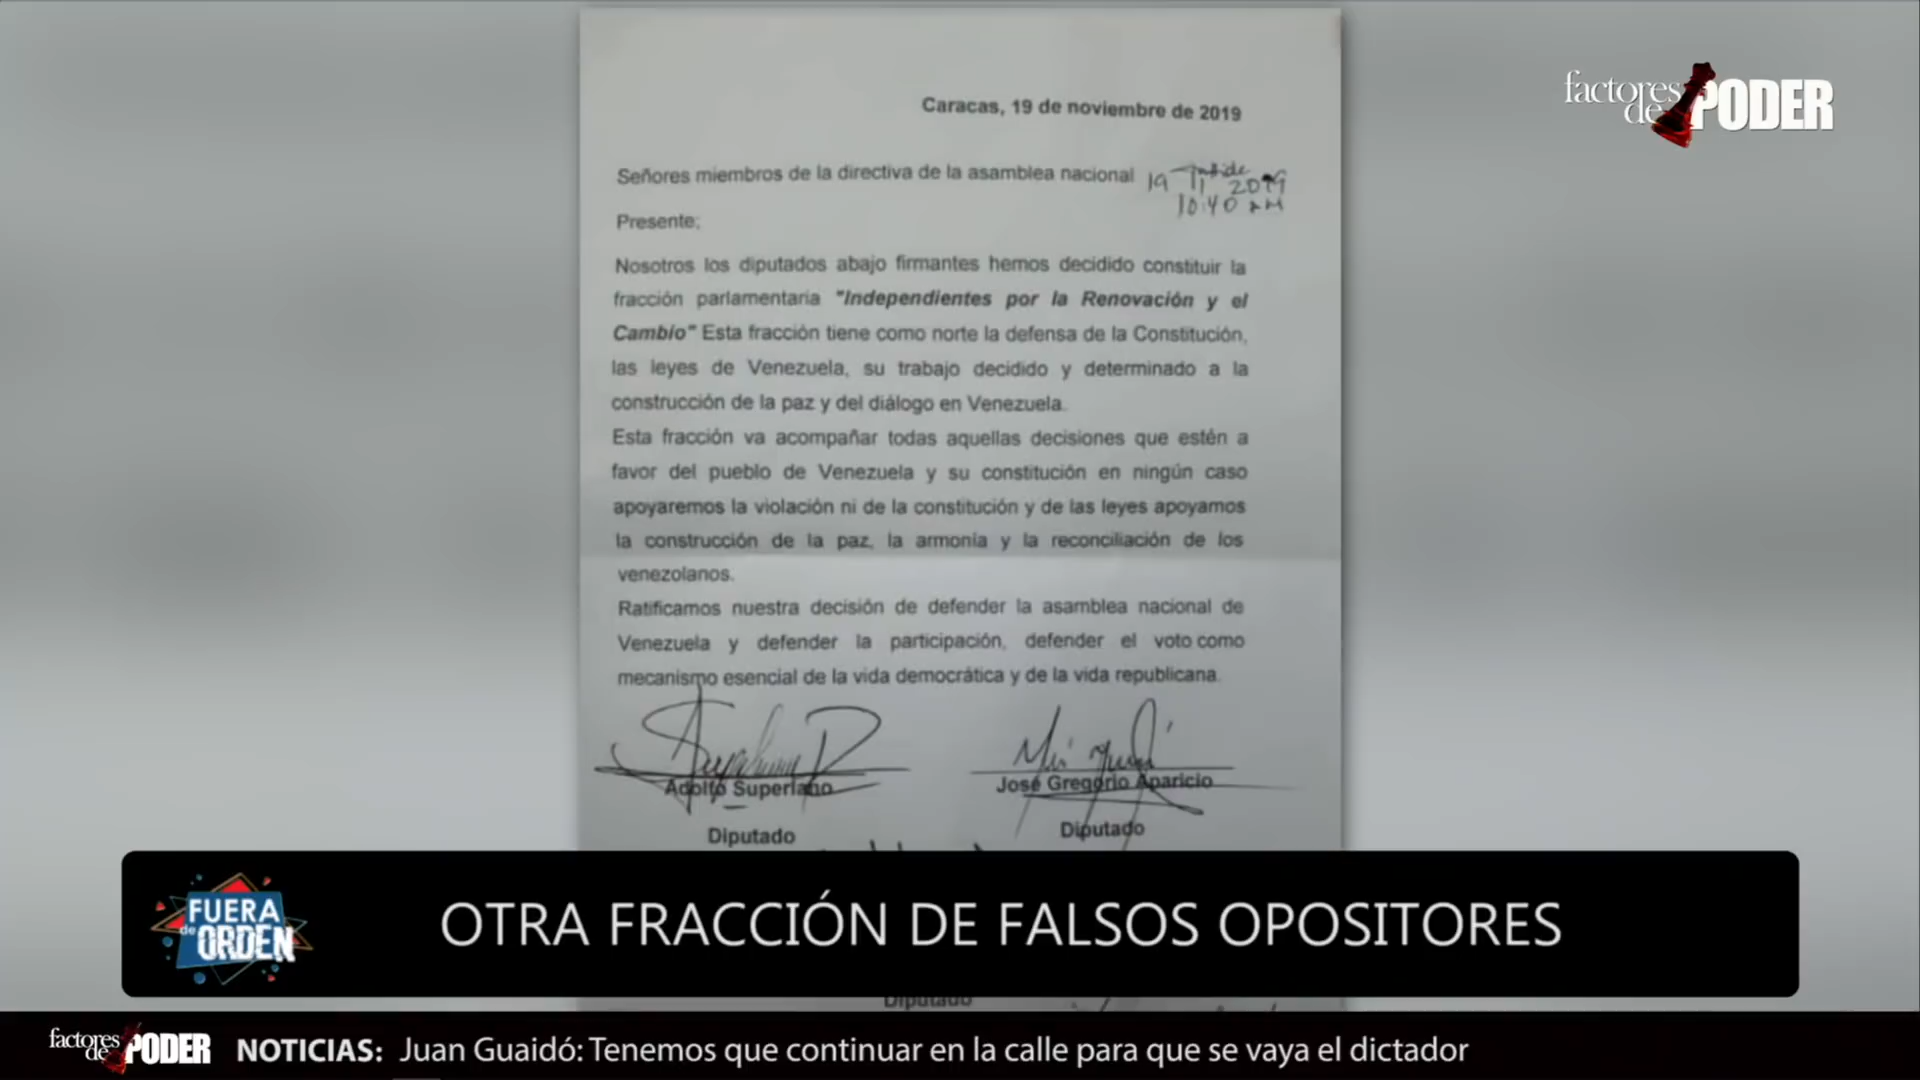 factores de PODER
Caracas, 19 de noviembre de 2019
Señores miembros de la directiva de la asamblea nacional
19 11 2019
10:40 AM
Presente;
Nosotros los diputados abajo firmantes hemos decidido constituir la
fracción parlamentaria "Independientes por la Renovación y el
Cambio" Esta fracción tiene como norte la defensa de la Constitución,
las leyes de Venezuela, su trabajo decidido y determinado a la
construcción de la paz y del diálogo en Venezuela.
Esta fracción va acompañar todas aquellas decisiones que estén a
favor del pueblo de Venezuela y su constitución en ningún caso
apoyaremos la violación ni de la constitución y de las leyes apoyamos
la construcción de la paz, la armonía y la reconciliación de los
venezolanos.
Ratificamos nuestra decisión de defender la asamblea nacional de
Venezuela y defender la participación, defender el voto como
mecanismo esencial de la vida democrática y de la vida republicana.
Adolfo Superlano
José Gregorio Aparicio
Diputado
Diputado
FUERA de ORDEN
OTRA FRACCIÓN DE FALSOS OPOSITORES
Diputado
factores de PODER
NOTICIAS: Juan Guaidó: Tenemos que continuar en la calle para que se vaya el dictador